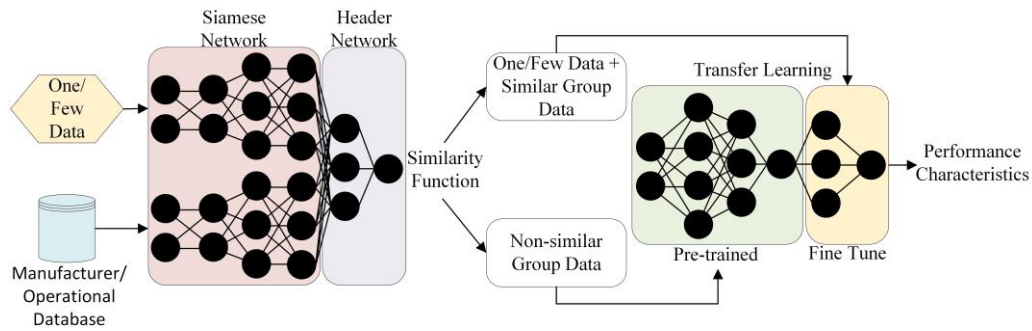 Siamese
Network
Header
Network
One/
Few
Data
Manufacturer/
Operational
Database
Similarity
Function
One/Few Data +
Similar Group
Data
Non-similar
Group Data
Transfer Learning
Pre-trained
Fine Tune
Performance
Characteristics